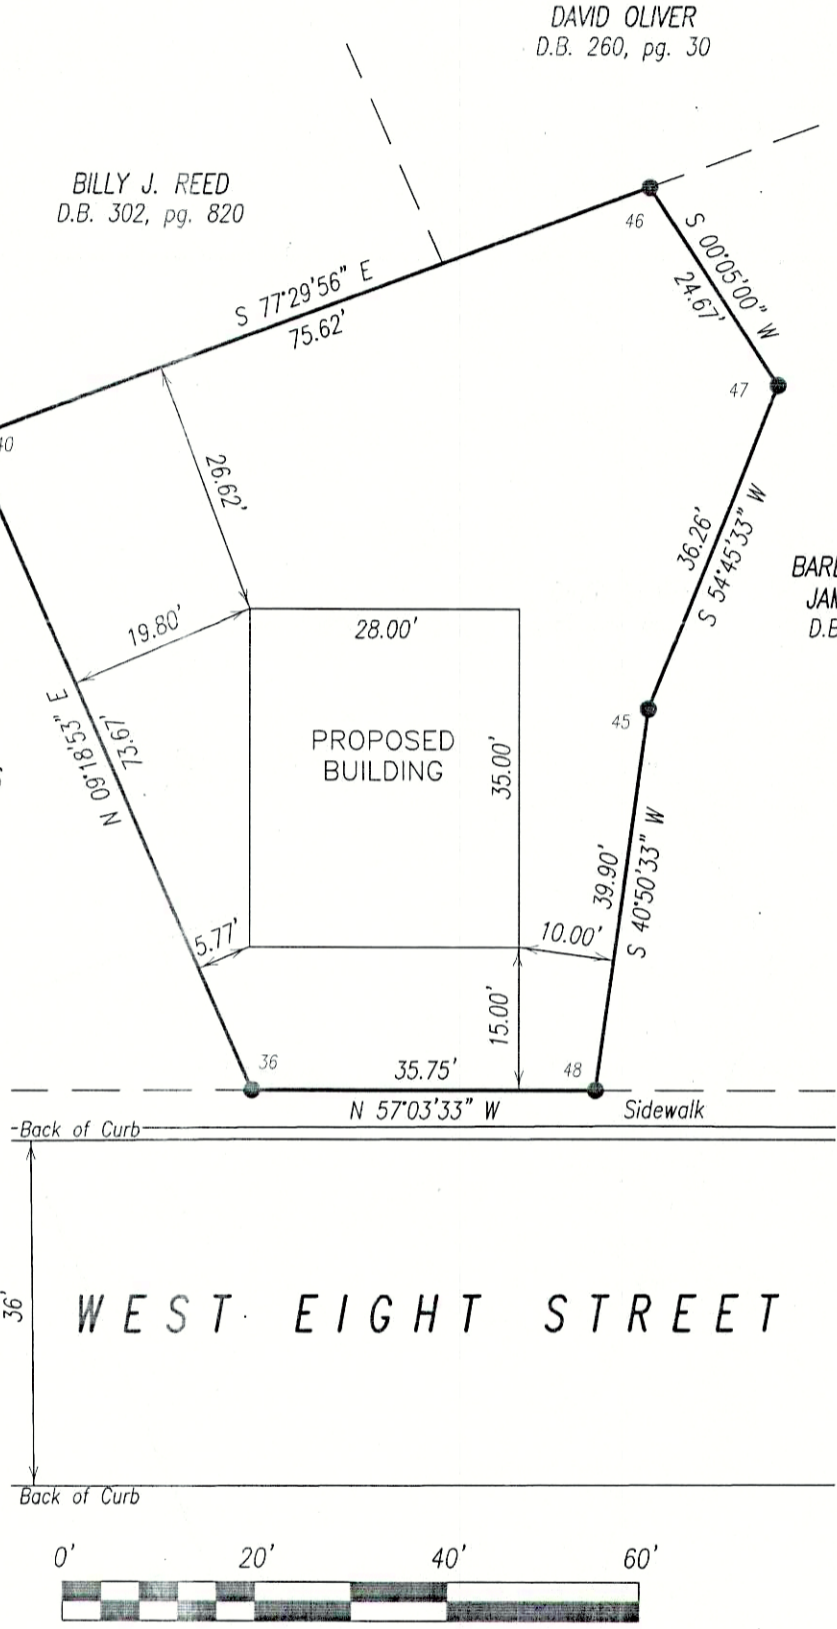 DAVID OLIVER
D.B. 260, pg. 30
BILLY J. REED
D.B. 302, pg. 820
46
S 00°05'00" W
24.67'
S 77°29'56" E
75.62'
47
40
26.62'
36.26'
S 54°45'33" W
BARB
JAM
D.B
19.80'
28.00'
N 09°18'53" E
73.67'
45
PROPOSED
BUILDING
35.00'
39.90'
S 40°50'33" W
5.77'
10.00'
15.00'
36
35.75'
48
N 57°03'33" W
Sidewalk
Back of Curb
36'
WEST EIGHT STREET
Back of Curb
0' 20' 40' 60'